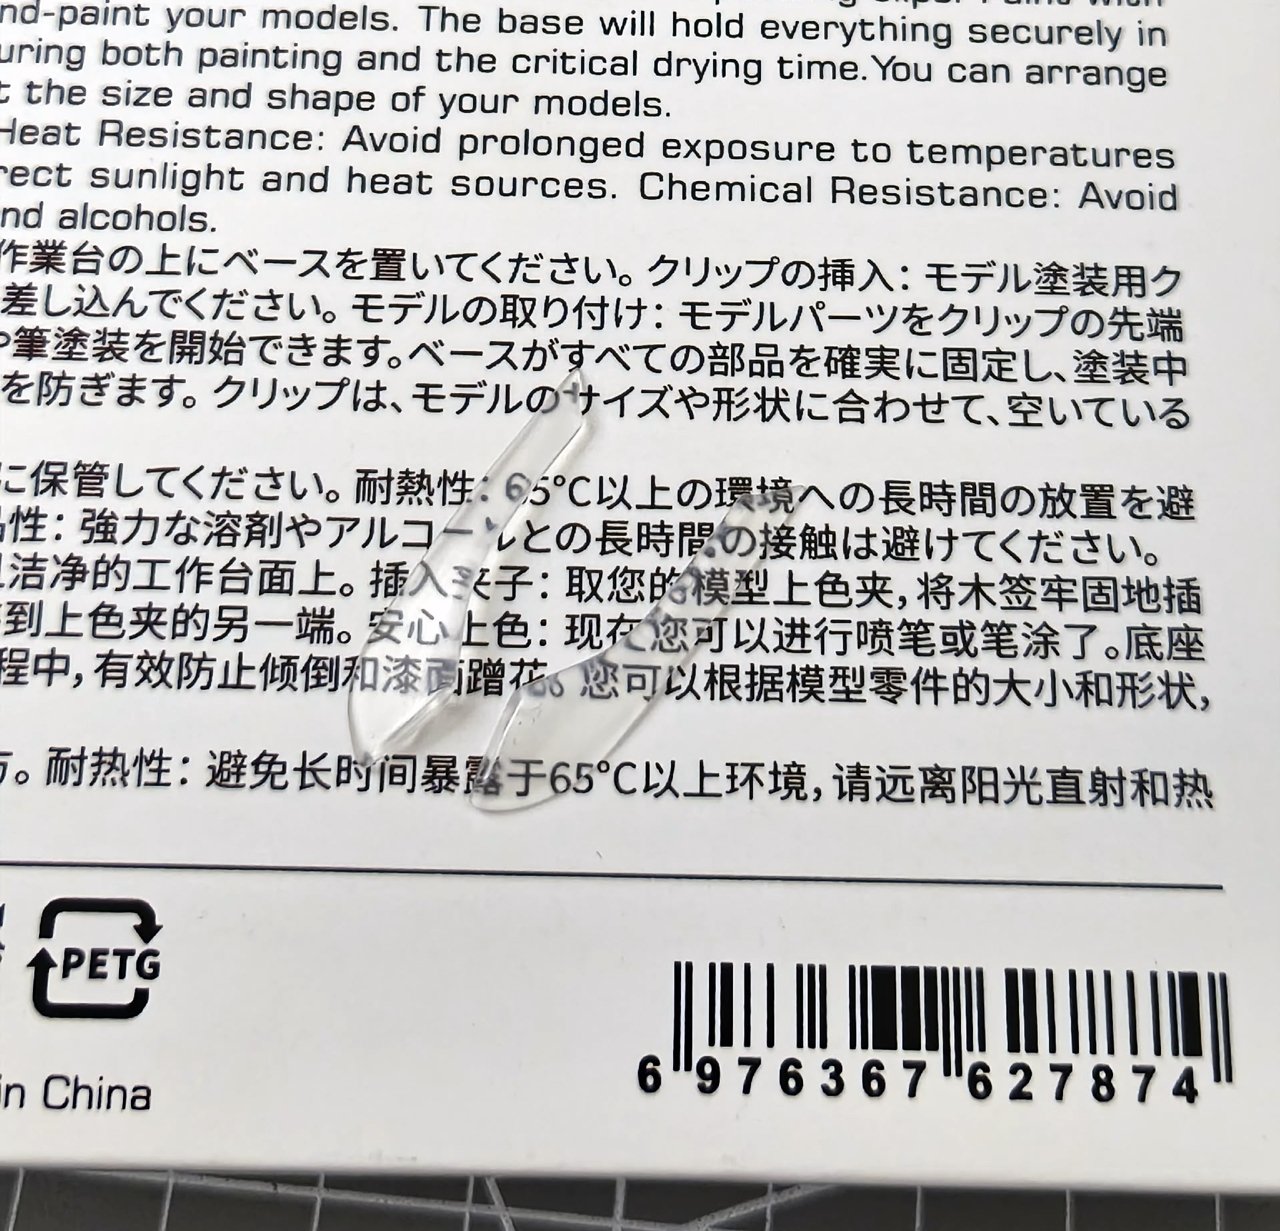 nd-paint your models. The base will hold everything securely in
uring both painting and the critical drying time.You can arrange
t the size and shape of your models.
Heat Resistance: Avoid prolonged exposure to temperatures
rect sunlight and heat sources. Chemical Resistance: Avoid
nd alcohols.
作業台の上にベースを置いてください。クリップの挿入：モデル塗装用ク
差し込んでください。モデルの取り付け：モデルパーツをクリップの先端
や筆塗装を開始できます。ベースがすべての部品を確実に固定し、塗装中
を防ぎます。クリップは、モデルのサイズや形状に合わせて、空いている
に保管してください。耐熱性：65°C以上の環境への長時間の放置を避
品性：強力な溶剤やアルコールとの長時間の接触は避けてください。
洁净的工作台面上。插入夹子：取您的模型上色夹，将木签牢固地插
到上色夹的另一端。安心上色：现在您可以进行喷笔或笔涂了。底座
程中，有效防止倾倒和漆面蹭花。您可以根据模型零件的大小和形状，
。耐热性：避免长时间暴露于65°C以上环境，请远离阳光直射和热
PETG
in China
6 976367 627874